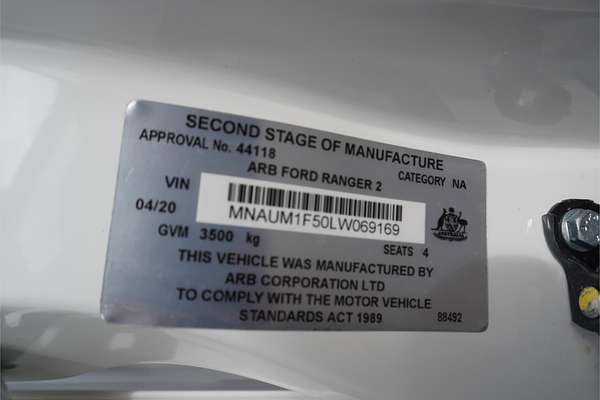 SECOND STAGE OF MANUFACTURE
APPROVAL No. 44118 CATEGORY NA
ARB FORD RANGER 2
VIN
MNAUM1F50LW069169
04/20
GVM 3500 kg SEATS 4
THIS VEHICLE WAS MANUFACTURED BY
ARB CORPORATION LTD
TO COMPLY WITH THE MOTOR VEHICLE
STANDARDS ACT 1989 88492
AUSTRALIA